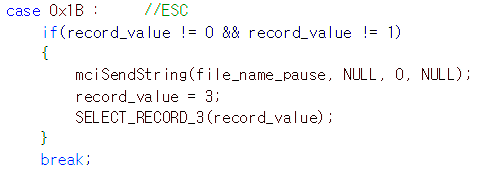 case 0x1B :     //ESC
    if(record_value != 0 && record_value != 1)
    {
        mciSendString(file_name_pause, NULL, 0, NULL);
        record_value = 3;
        SELECT_RECORD_3(record_value);
    }
    break;